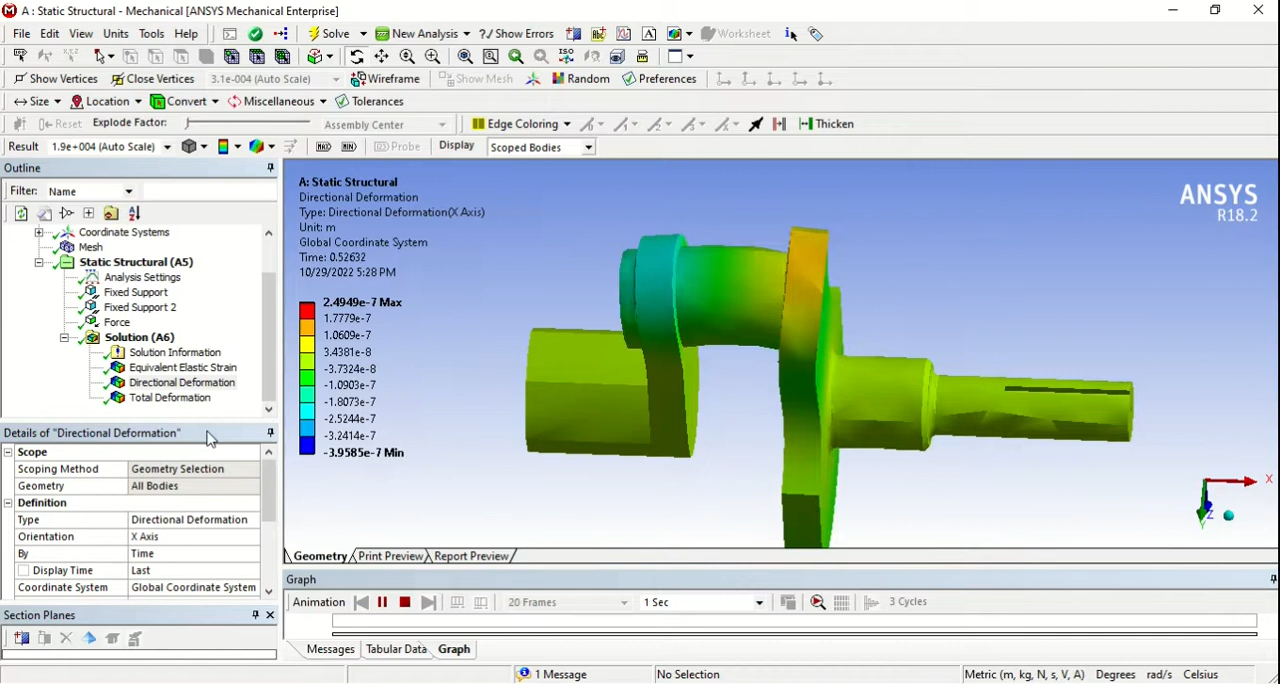 A : Static Structural - Mechanical [ANSYS Mechanical Enterprise]
File Edit View Units Tools Help Solve New Analysis ?/ Show Errors Worksheet
Show Vertices Close Vertices 3.1e-004 (Auto Scale) Wireframe Show Mesh Random Preferences
Size Location Convert Miscellaneous Tolerances
Reset Explode Factor: Assembly Center Edge Coloring Thicken
Result 1.9e+004 (Auto Scale) MAX MIN Probe Display Scoped Bodies
Outline
Filter: Name
Coordinate Systems
Mesh
Static Structural (A5)
Analysis Settings
Fixed Support
Fixed Support 2
Force
Solution (A6)
Solution Information
Equivalent Elastic Strain
Directional Deformation
Total Deformation
Details of "Directional Deformation"
Scope
Scoping Method Geometry Selection
Geometry All Bodies
Definition
Type Directional Deformation
Orientation X Axis
By Time
Display Time Last
Coordinate System Global Coordinate System
Section Planes
A: Static Structural
Directional Deformation
Type: Directional Deformation(X Axis)
Unit: m
Global Coordinate System
Time: 0.52632
10/29/2022 5:28 PM
2.4949e-7 Max
1.7779e-7
1.0609e-7
3.4381e-8
-3.7324e-8
-1.0903e-7
-1.8073e-7
-2.5244e-7
-3.2414e-7
-3.9585e-7 Min
ANSYS
R18.2
X
Z
Y
Geometry Print Preview Report Preview
Graph
Animation 20 Frames 1 Sec 3 Cycles
Messages Tabular Data Graph
1 Message No Selection Metric (m, kg, N, s, V, A) Degrees rad/s Celsius